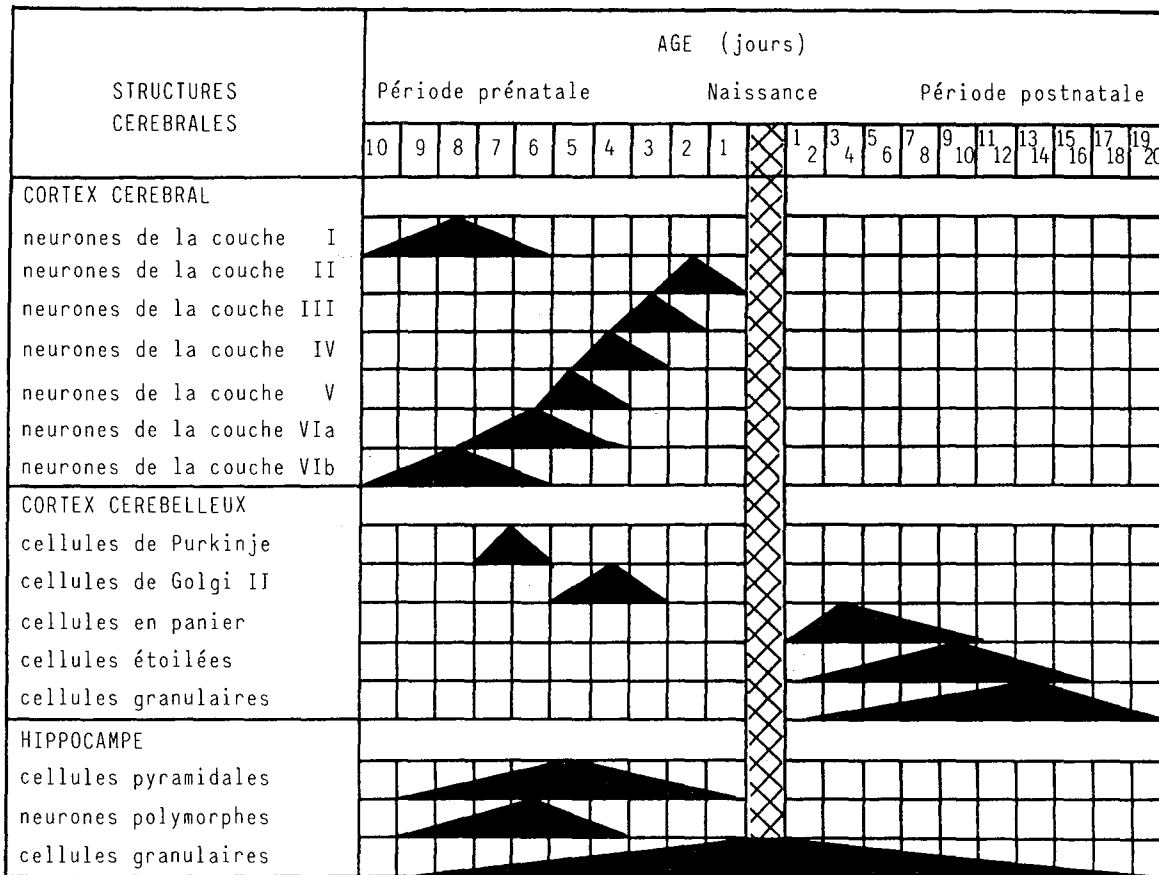 AGE (jours)
STRUCTURES
CEREBRALES
Période prénatale Naissance Période postnatale
10 9 8 7 6 5 4 3 2 1 1 2 3 4 5 6 7 8 9 10 11 12 13 14 15 16 17 18 19 20
CORTEX CEREBRAL
neurones de la couche I
neurones de la couche II
neurones de la couche III
neurones de la couche IV
neurones de la couche V
neurones de la couche VIa
neurones de la couche VIb
CORTEX CEREBELLEUX
cellules de Purkinje
cellules de Golgi II
cellules en panier
cellules étoilées
cellules granulaires
HIPPOCAMPE
cellules pyramidales
neurones polymorphes
cellules granulaires